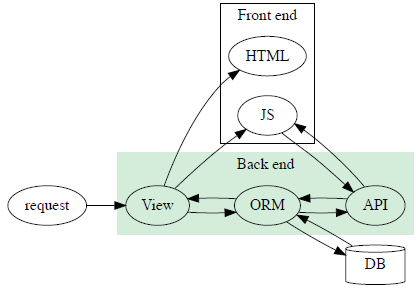 Front end
HTML
JS
Back end
request
View
ORM
API
DB